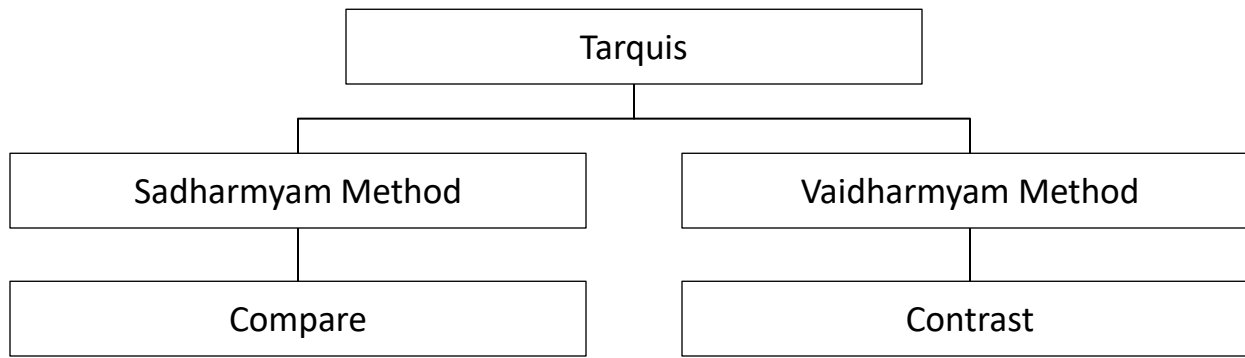 Tarquis
Sadharmyam Method
Vaidharmyam Method
Compare
Contrast